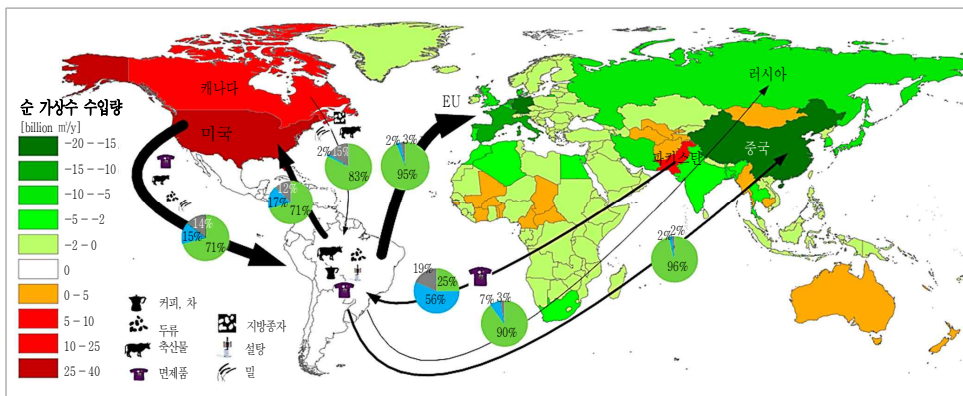 캐나다
미국
EU
러시아
중국
파키스탄
순 가상수 수입량
[billion ㎥/y]
-20 - -15
-15 - -10
-10 - -5
-5 - -2
-2 - 0
0
0 - 5
5 - 10
10 - 25
25 - 40
커피, 차
두류
축산물
면제품
지방종자
설탕
밀
14%
15%
71%
12%
17%
71%
2%
15%
83%
2%
3%
95%
19%
25%
56%
7%
3%
90%
2%
2%
96%